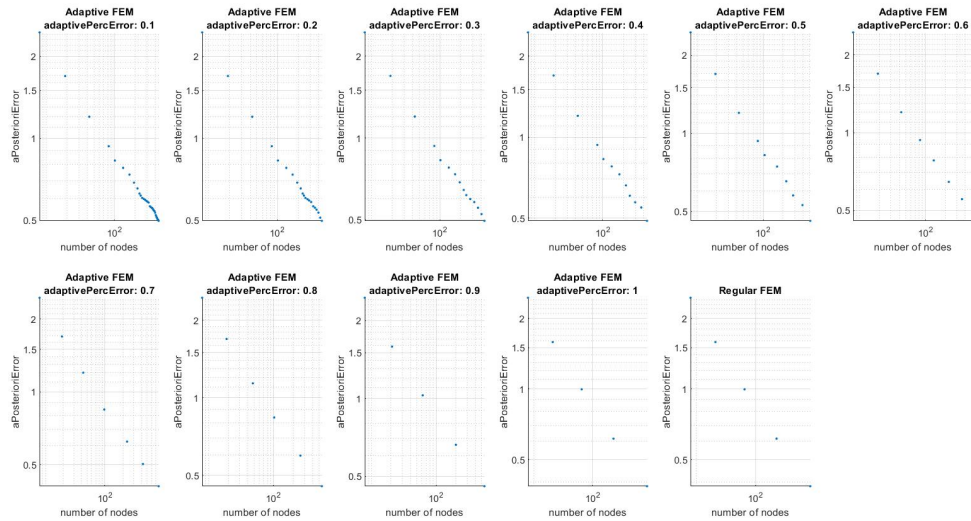 Adaptive FEM
adaptivePercError: 0.1
2
1.5
1
0.5
aPosterioriError
10²
number of nodes
Adaptive FEM
adaptivePercError: 0.2
2
1.5
1
0.5
aPosterioriError
10²
number of nodes
Adaptive FEM
adaptivePercError: 0.3
2
1.5
1
0.5
aPosterioriError
10²
number of nodes
Adaptive FEM
adaptivePercError: 0.4
2
1.5
1
0.5
aPosterioriError
10²
number of nodes
Adaptive FEM
adaptivePercError: 0.5
2
1.5
1
0.5
aPosterioriError
10²
number of nodes
Adaptive FEM
adaptivePercError: 0.6
2
1.5
1
0.5
aPosterioriError
10²
number of nodes
Adaptive FEM
adaptivePercError: 0.7
2
1.5
1
0.5
aPosterioriError
10²
number of nodes
Adaptive FEM
adaptivePercError: 0.8
2
1.5
1
0.5
aPosterioriError
10²
number of nodes
Adaptive FEM
adaptivePercError: 0.9
2
1.5
1
0.5
aPosterioriError
10²
number of nodes
Adaptive FEM
adaptivePercError: 1
2
1.5
1
0.5
aPosterioriError
10²
number of nodes
Regular FEM
2
1.5
1
0.5
aPosterioriError
10²
number of nodes